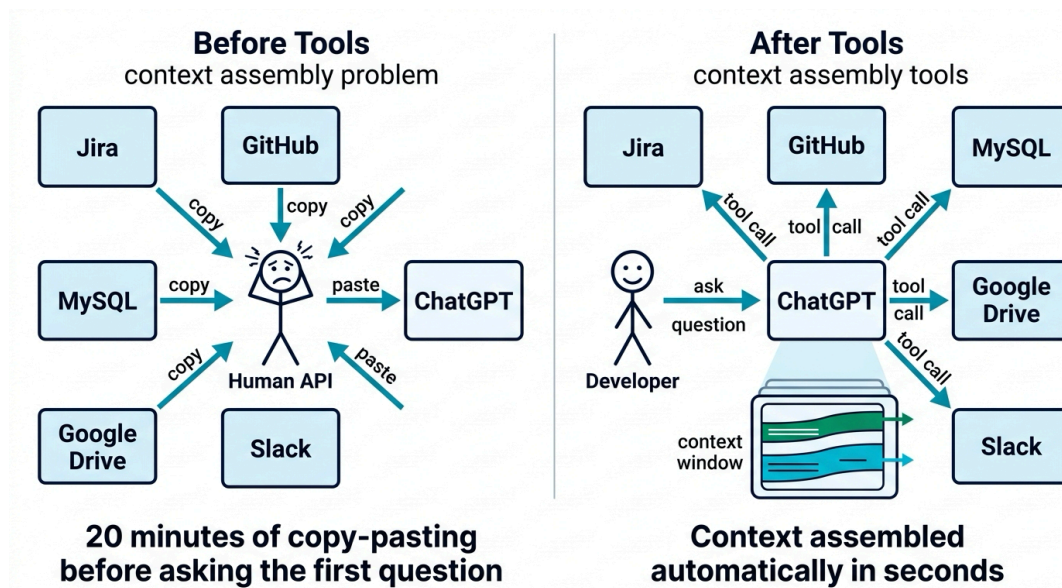 Before Tools
context assembly problem
Jira
GitHub
copy
copy
copy
MySQL
copy
paste
ChatGPT
copy
Human API
paste
Google
Drive
Slack
20 minutes of copy-pasting
before asking the first question
After Tools
context assembly tools
Jira
GitHub
MySQL
tool call
tool call
tool call
ask
question
ChatGPT
tool
call
Google
Drive
Developer
tool call
context
window
Slack
Context assembled
automatically in seconds